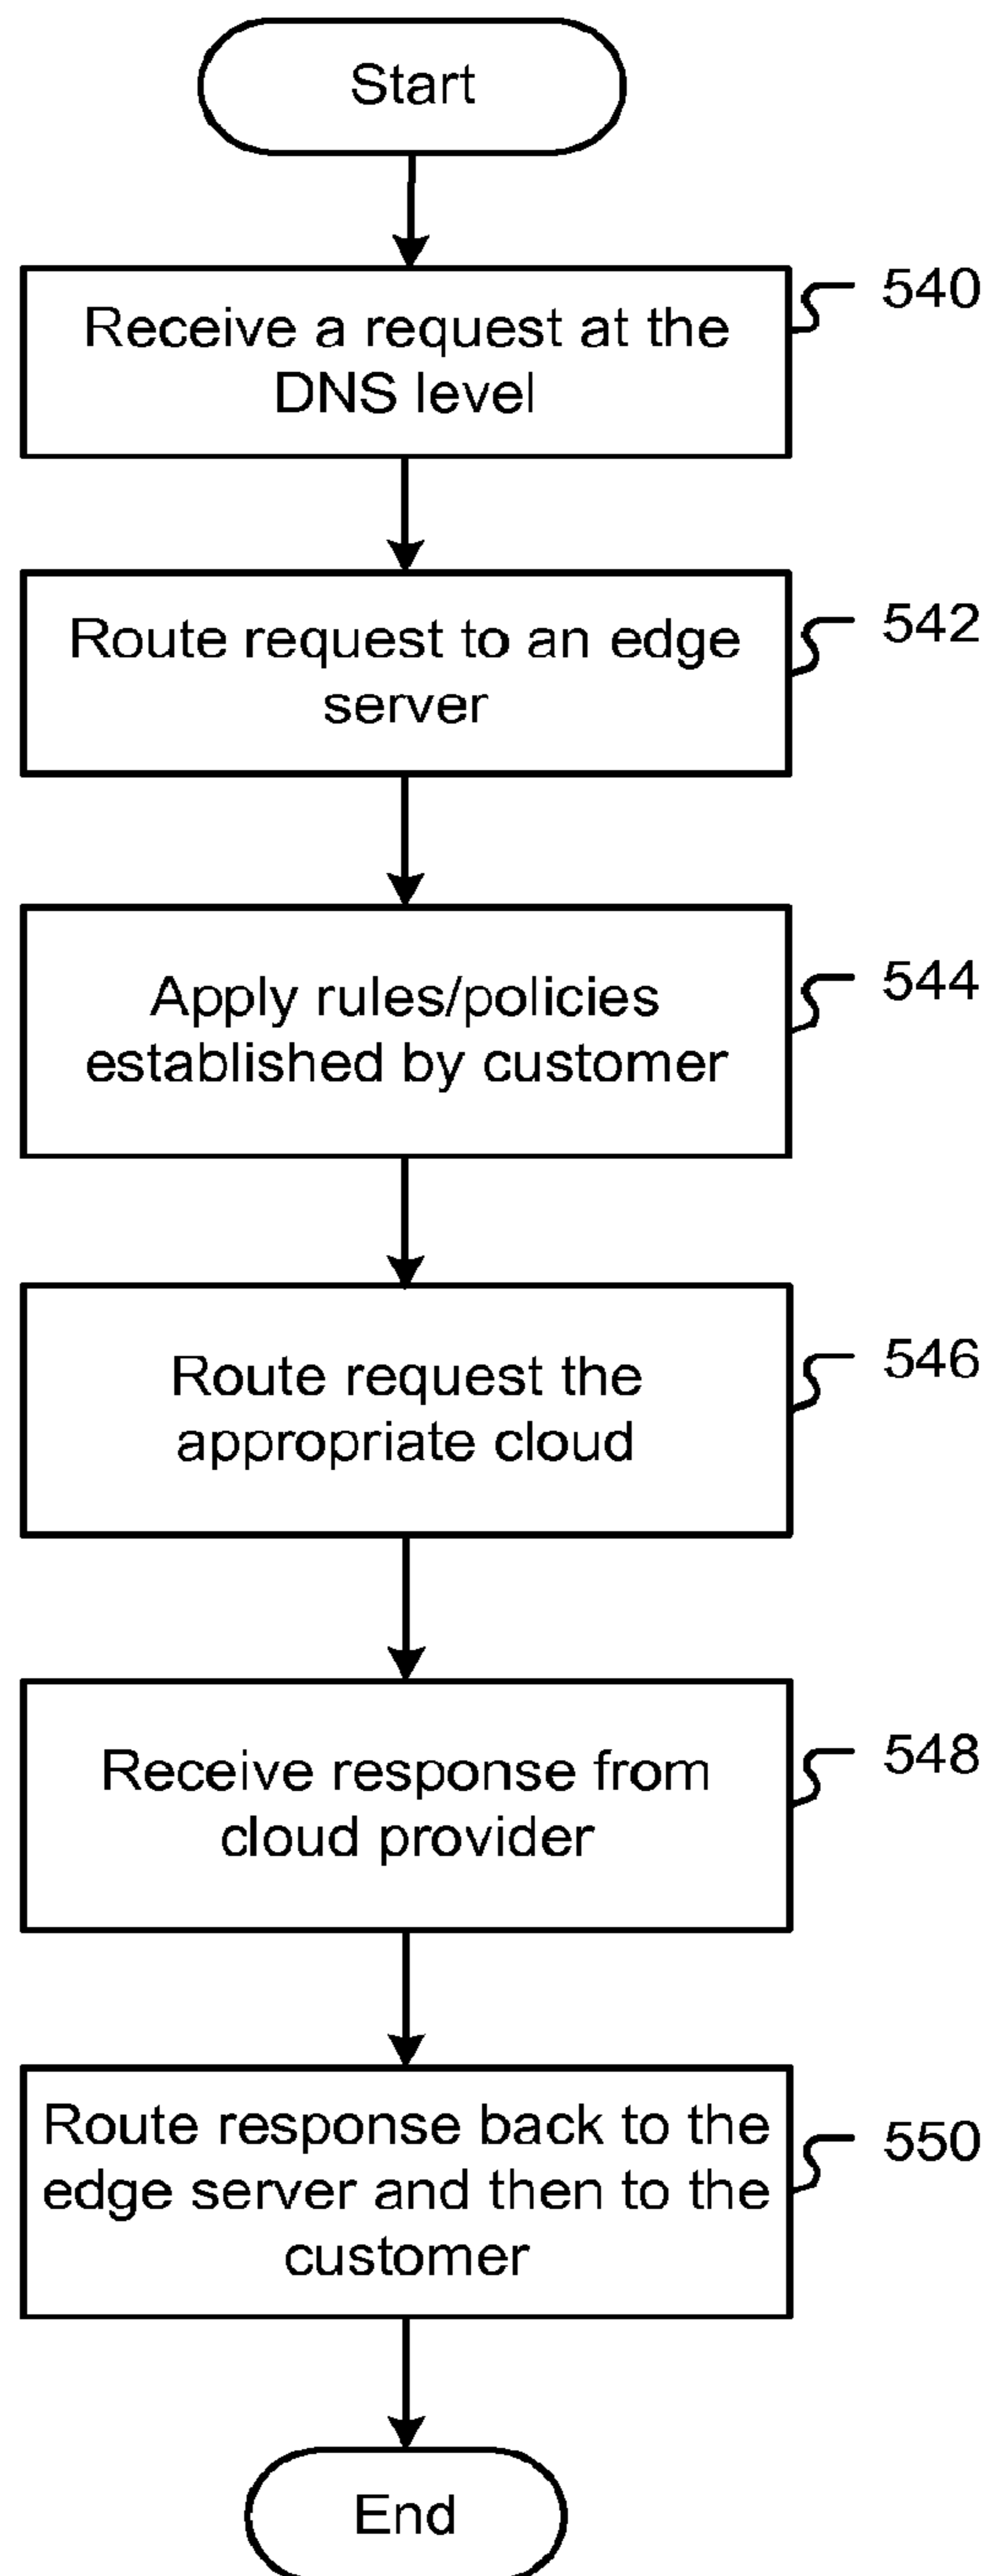 Start
Receive a request at the
DNS level
540
Route request to an edge
server
542
Apply rules/policies
established by customer
544
Route request the
appropriate cloud
546
Receive response from
cloud provider
548
Route response back to the
edge server and then to the
customer
550
End